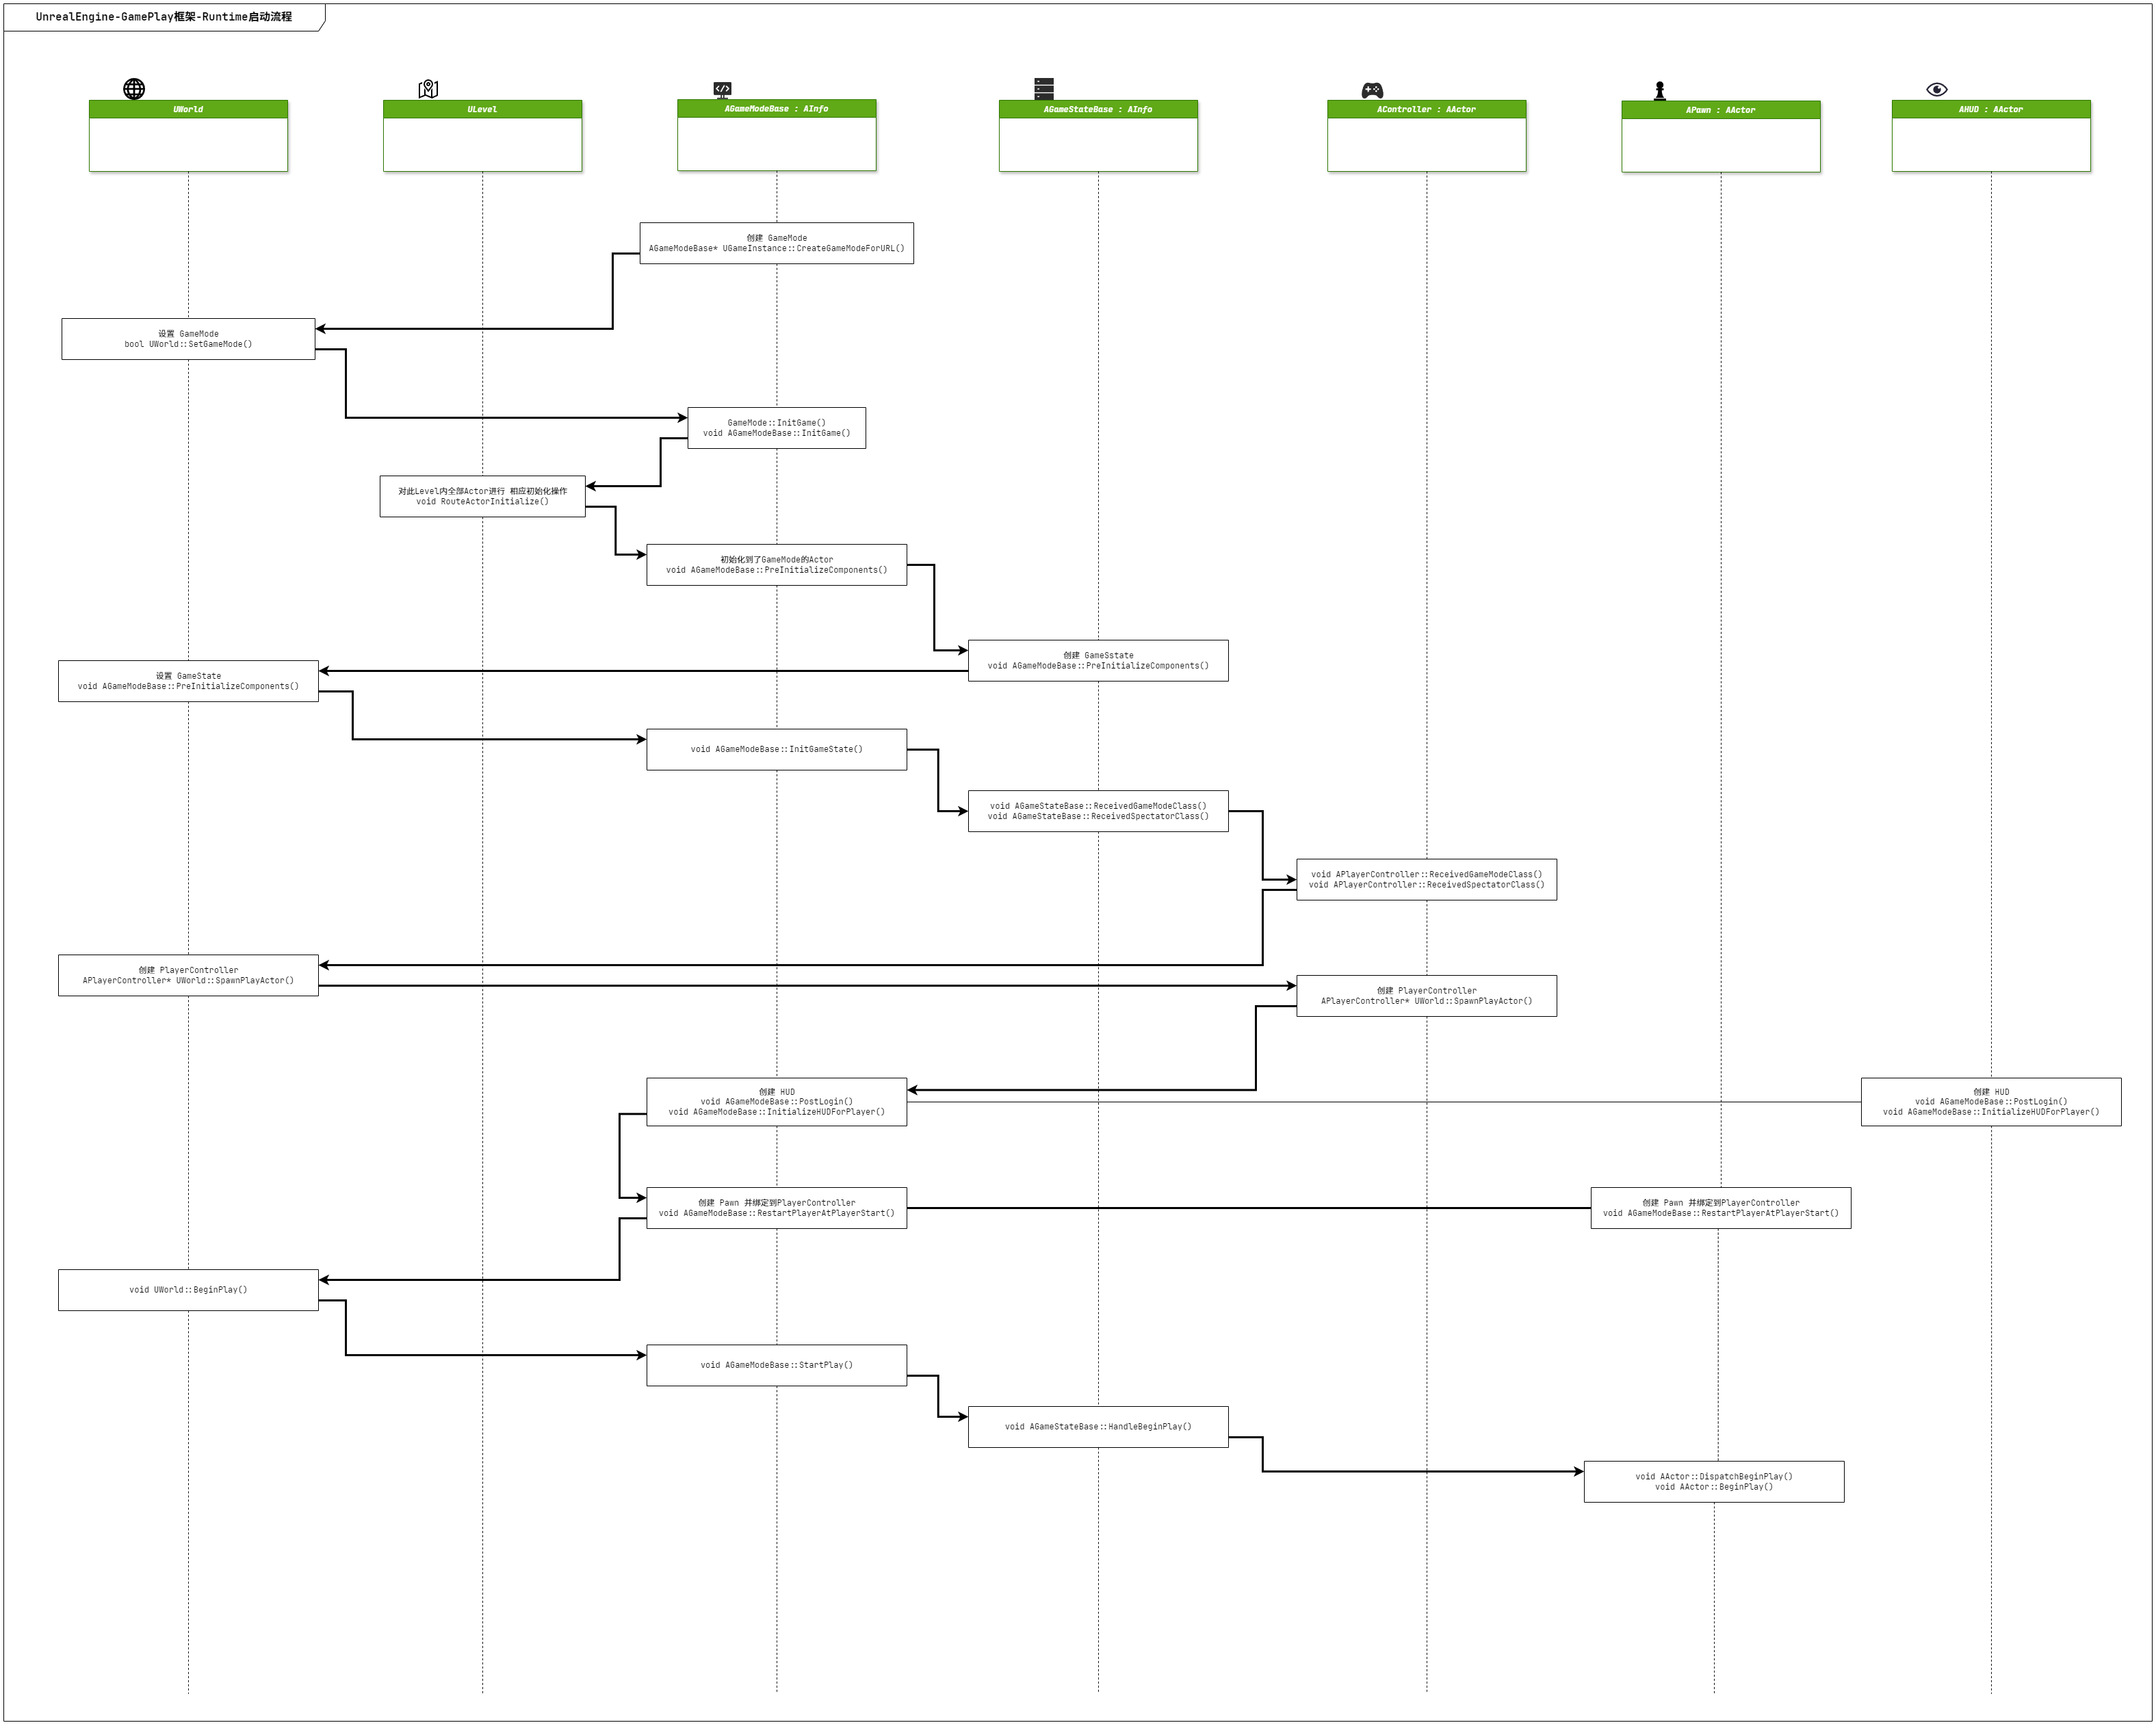 UnrealEngine-GamePlay框架-Runtime启动流程
UWorld
ULevel
AGameModeBase : AInfo
AGameStateBase : AInfo
AController : AActor
APawn : AActor
AHUD : AActor
创建 GameMode
AGameModeBase* UGameInstance::CreateGameModeForURL()
设置 GameMode
bool UWorld::SetGameMode()
GameMode::InitGame()
void AGameModeBase::InitGame()
对此Level内全部Actor进行 相应初始化操作
void RouteActorInitialize()
初始化到了GameMode的Actor
void AGameModeBase::PreInitializeComponents()
创建 GameSstate
void AGameModeBase::PreInitializeComponents()
设置 GameState
void AGameModeBase::PreInitializeComponents()
void AGameModeBase::InitGameState()
void AGameStateBase::ReceivedGameModeClass()
void AGameStateBase::ReceivedSpectatorClass()
void APlayerController::ReceivedGameModeClass()
void APlayerController::ReceivedSpectatorClass()
创建 PlayerController
APlayerController* UWorld::SpawnPlayActor()
创建 PlayerController
APlayerController* UWorld::SpawnPlayActor()
创建 HUD
void AGameModeBase::PostLogin()
void AGameModeBase::InitializeHUDForPlayer()
创建 HUD
void AGameModeBase::PostLogin()
void AGameModeBase::InitializeHUDForPlayer()
创建 Pawn 并绑定到PlayerController
void AGameModeBase::RestartPlayerAtPlayerStart()
创建 Pawn 并绑定到PlayerController
void AGameModeBase::RestartPlayerAtPlayerStart()
void UWorld::BeginPlay()
void AGameModeBase::StartPlay()
void AGameStateBase::HandleBeginPlay()
void AActor::DispatchBeginPlay()
void AActor::BeginPlay()